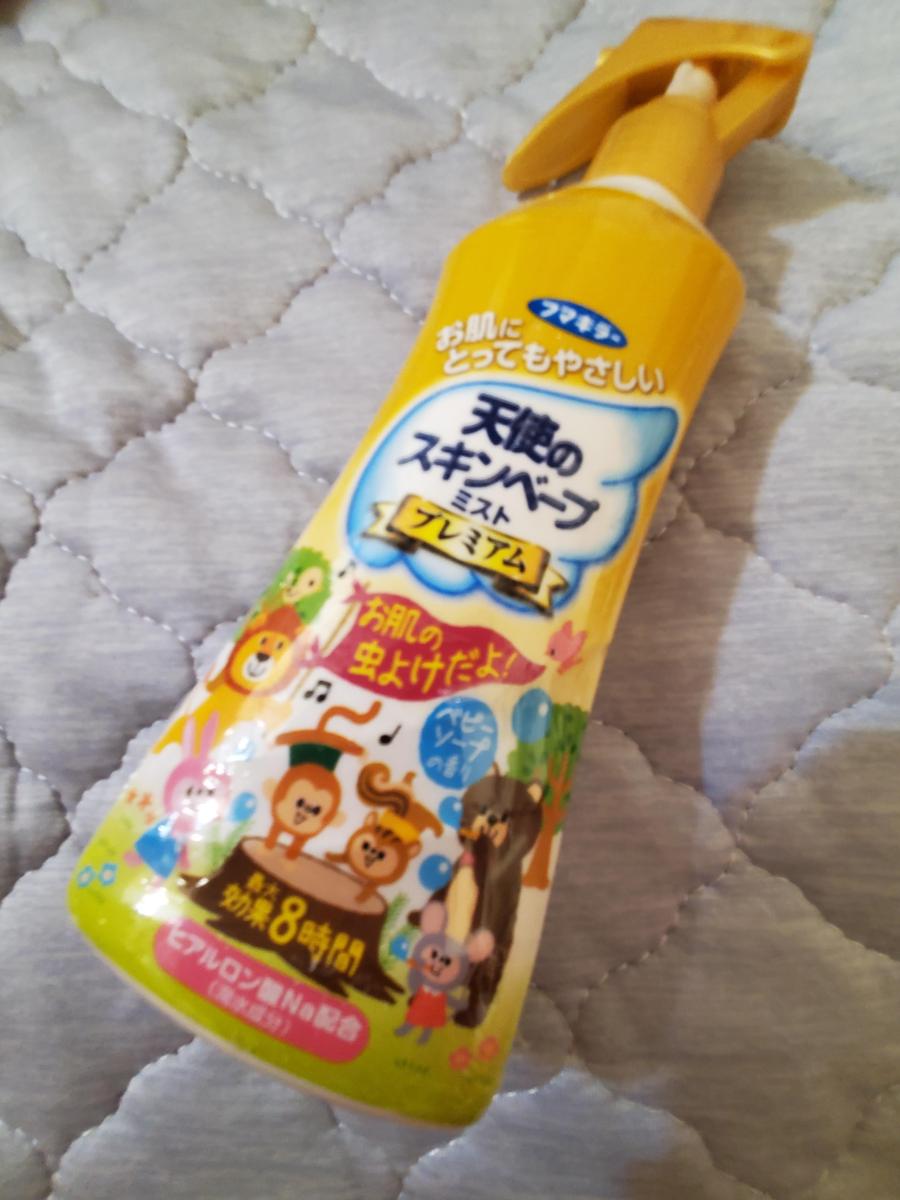 フマキラー
お肌に
とってもやさしい
天使の
スキンベープ
ミスト
プレミアム
お肌の
虫よけだよ!
ベビー
ソープ
の香り
最大
効果8時間
ヒアルロン酸Na配合
(潤水成分)